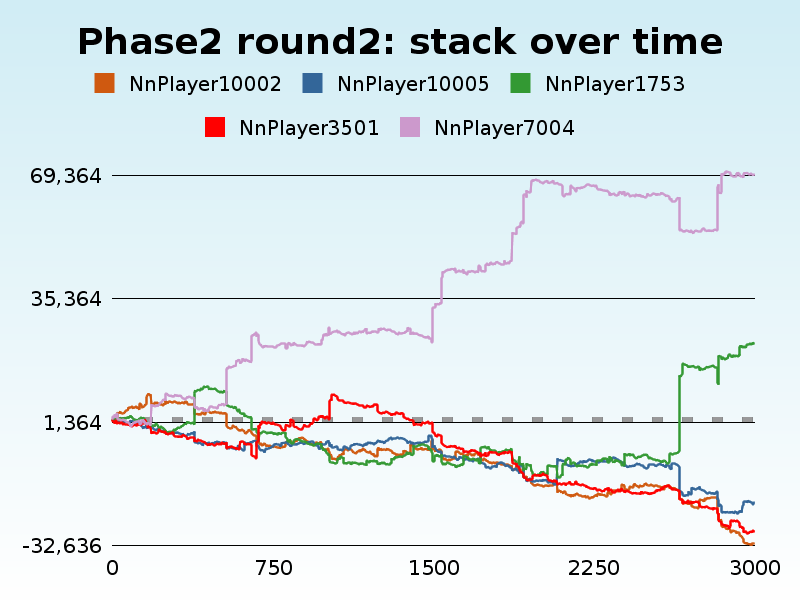 Phase2 round2: stack over time
NnPlayer10002 NnPlayer10005 NnPlayer1753
NnPlayer3501 NnPlayer7004
69,364
35,364
1,364
-32,636
0 750 1500 2250 3000